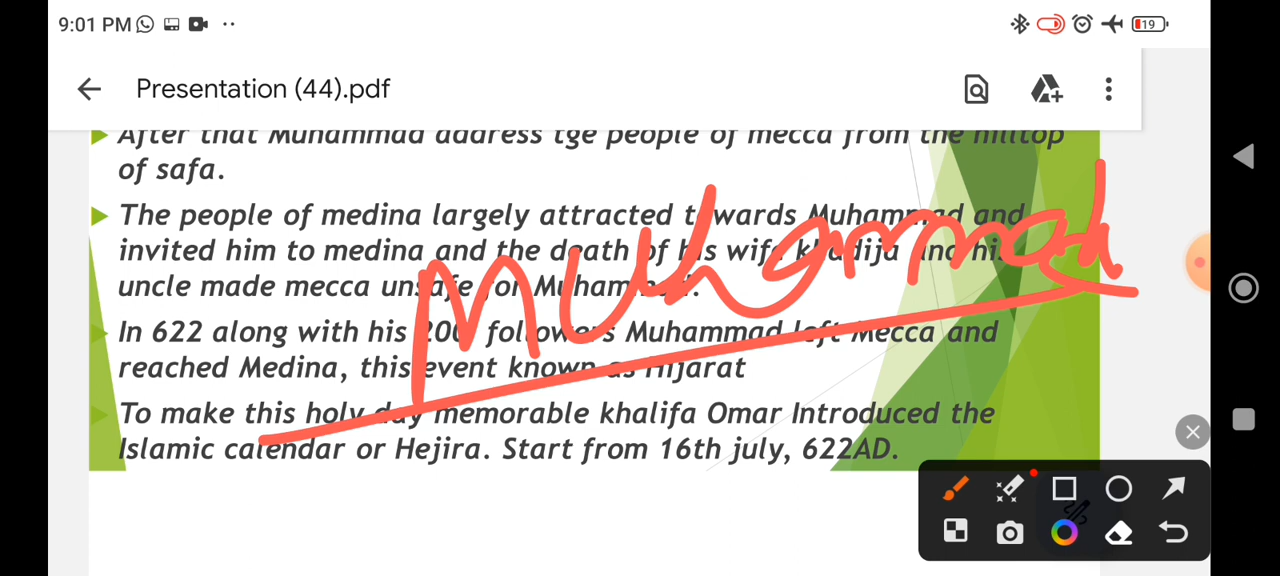 9:01 PM
19
Presentation (44).pdf
After that Muhammad address tge people of mecca from the hilltop
of safa.
The people of medina largely attracted towards Muhammad and
invited him to medina and the death of his wife khadija and his
uncle made mecca unsafe for Muhammad.
In 622 along with his 200 followers Muhammad left Mecca and
reached Medina, this event known as Hijarat
To make this holy day memorable khalifa Omar Introduced the
Islamic calendar or Hejira. Start from 16th july, 622AD.
Muhammad